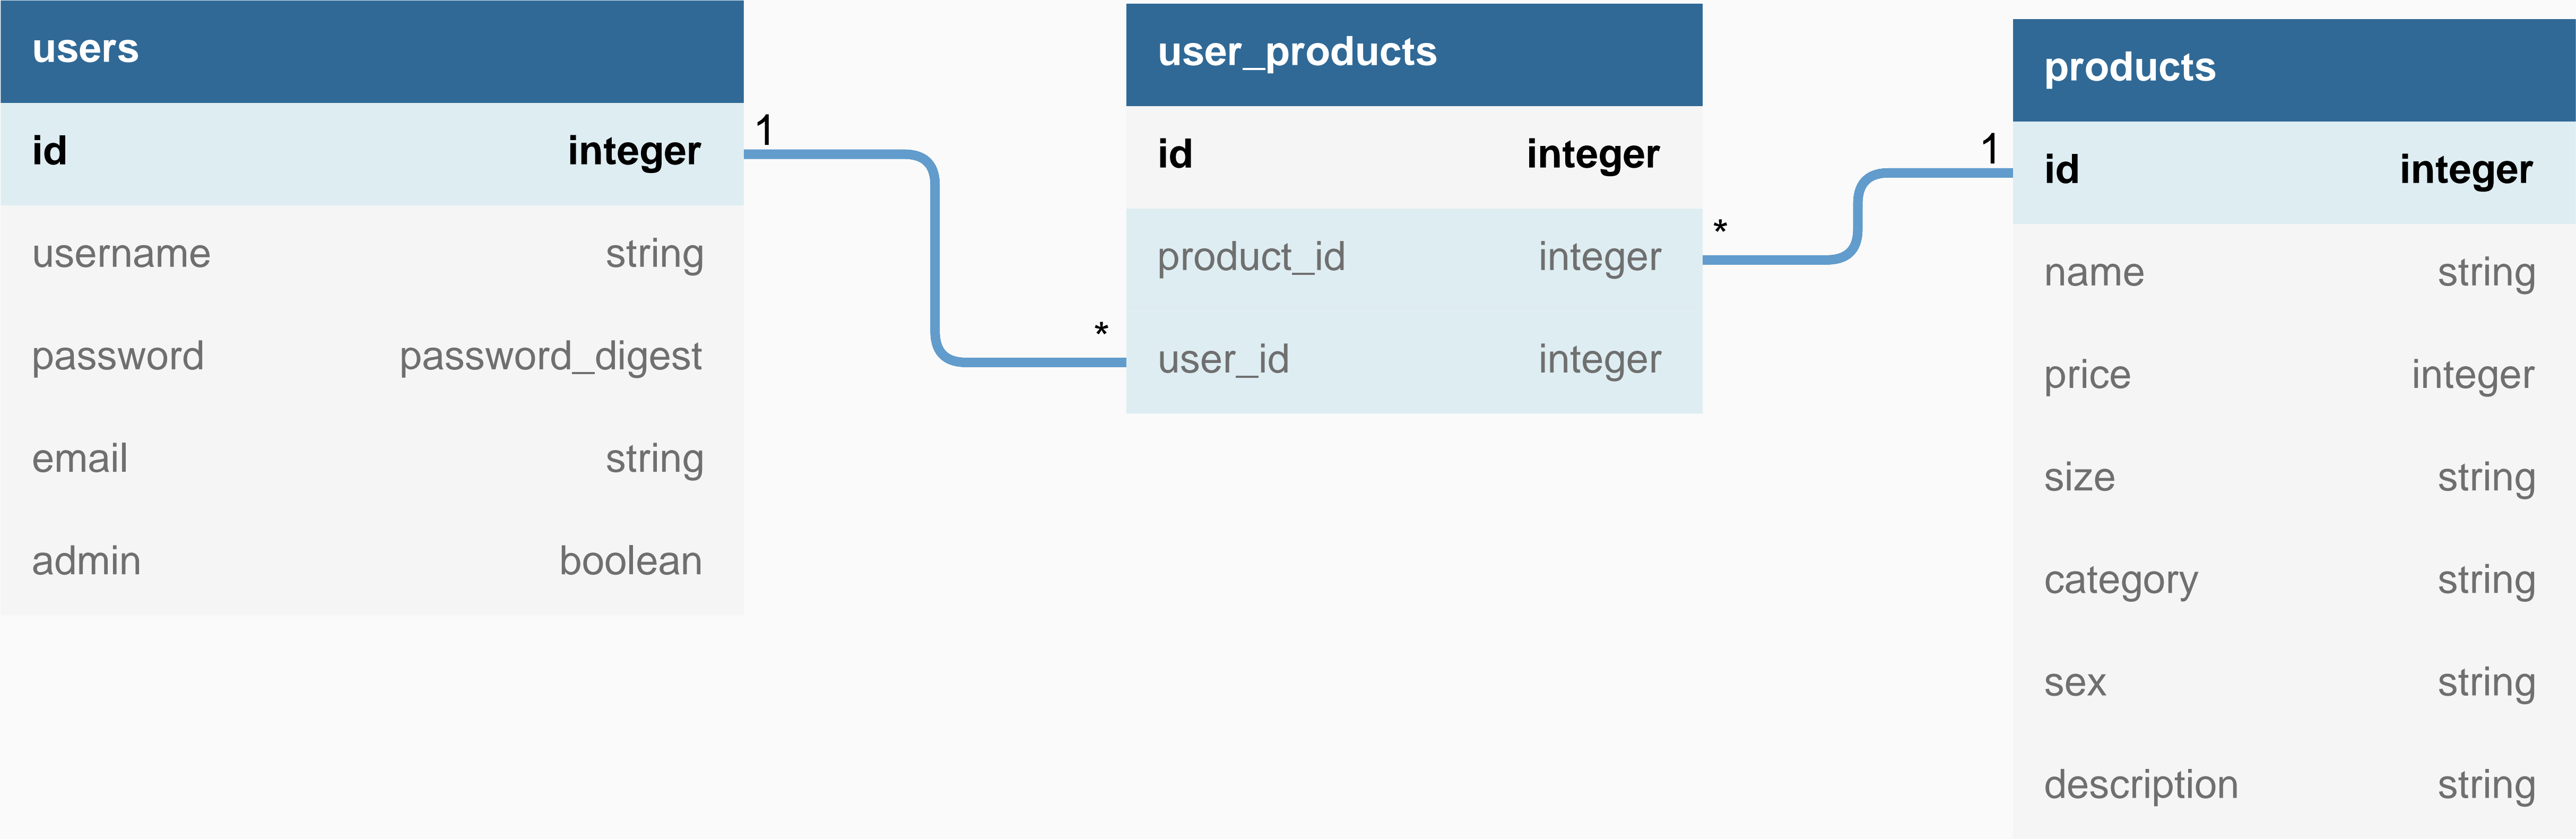 users
id integer
username string
password password_digest
email string
admin boolean
1
*
user_products
id integer
product_id integer
user_id integer
*
1
products
id integer
name string
price integer
size string
category string
sex string
description string